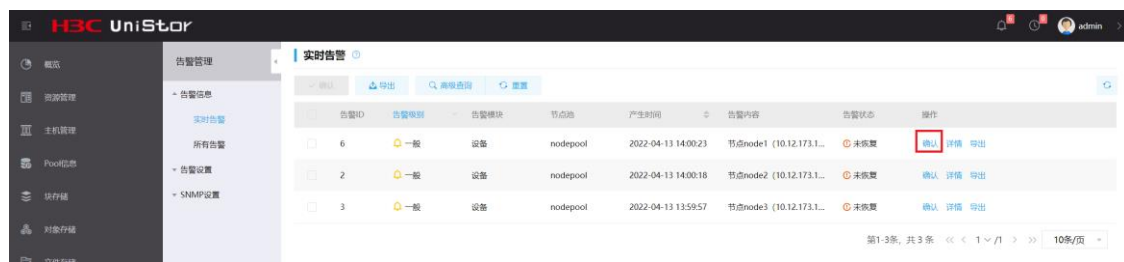 H3C UniStor
admin
概览
资源管理
主机管理
Pool信息
块存储
对象存储
告警管理
告警信息
实时告警
所有告警
告警设置
SNMP设置
实时告警
确认 导出 高级查询 重置
告警ID 告警级别 告警模块 节点池 产生时间 告警内容 告警状态 操作
6 一般 设备 nodepool 2022-04-13 14:00:23 节点node1 (10.12.173.1... 未恢复 确认 详情 导出
2 一般 设备 nodepool 2022-04-13 14:00:18 节点node2 (10.12.173.1... 未恢复 确认 详情 导出
3 一般 设备 nodepool 2022-04-13 13:59:57 节点node3 (10.12.173.1... 未恢复 确认 详情 导出
第1-3条, 共 3 条 << < 1 /1 > >> 10条/页